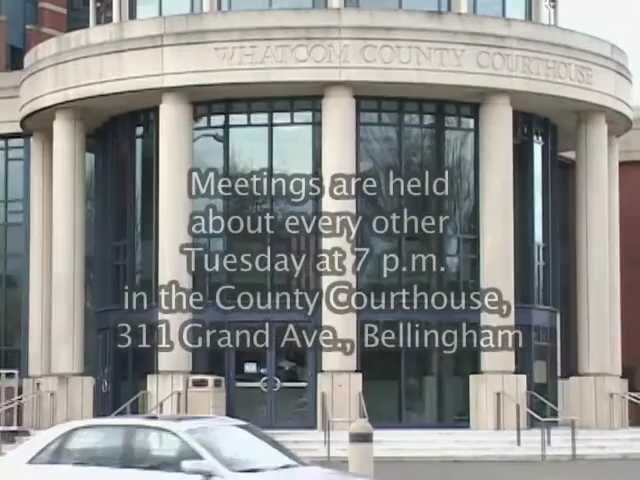 WHATCOM COUNTY COURTHOUSE
Meetings are held
about every other
Tuesday at 7 p.m.
in the County Courthouse,
311 Grand Ave., Bellingham